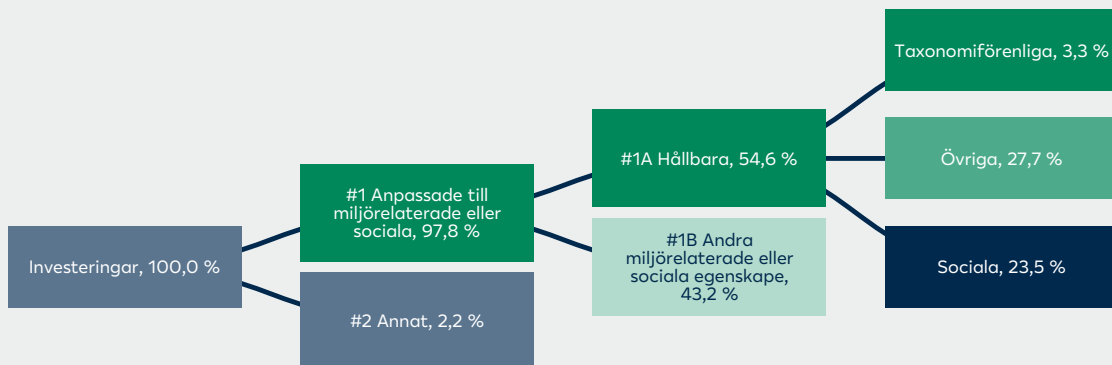 Investeringar, 100,0 %
#1 Anpassade till
miljörelaterade eller
sociala, 97,8 %
#2 Annat, 2,2 %
#1A Hållbara, 54,6 %
#1B Andra
miljörelaterade eller
sociala egenskape,
43,2 %
Taxonomiförenliga, 3,3 %
Övriga, 27,7 %
Sociala, 23,5 %